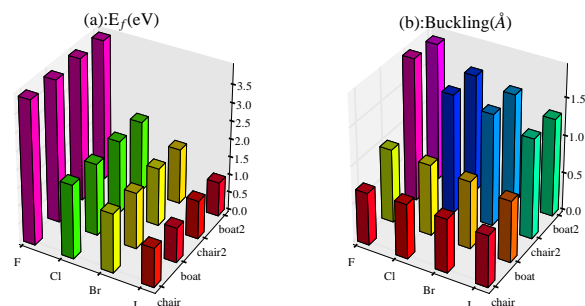 (a):E_f(eV)
3.5
3.0
2.5
2.0
1.5
1.0
0.5
0.0
F
Cl
Br
I
chair
boat
chair2
boat2
(b):Buckling(Å)
1.5
1.0
0.5
0.0
F
Cl
Br
I
chair
boat
chair2
boat2